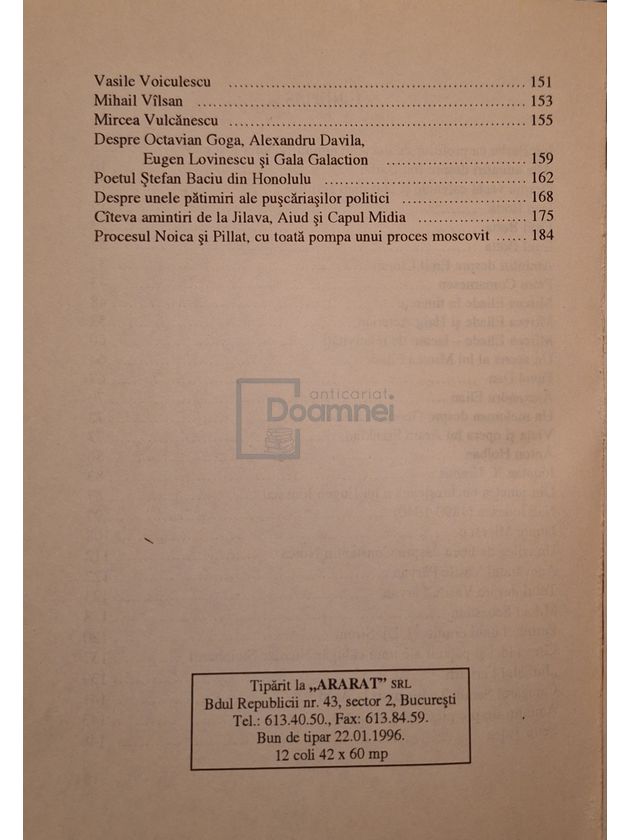 Vasile Voiculescu ........................................................ 151
Mihail Vîlsan ............................................................. 153
Mircea Vulcănescu ..................................................... 155
Despre Octavian Goga, Alexandru Davila,
Eugen Lovinescu şi Gala Galaction ........................... 159
Poetul Ştefan Baciu din Honolulu ....................................... 162
Despre unele pătimiri ale puşcăriaşilor politici ........................... 168
Cîteva amintiri de la Jilava, Aiud şi Capul Midia ..................... 175
Procesul Noica şi Pillat, cu toată pompa unui proces moscovit ...... 184
anticariat
Doamnei
Tipărit la „ARARAT” SRL
Bdul Republicii nr. 43, sector 2, Bucureşti
Tel.: 613.40.50., Fax: 613.84.59.
Bun de tipar 22.01.1996.
12 coli 42 x 60 mp